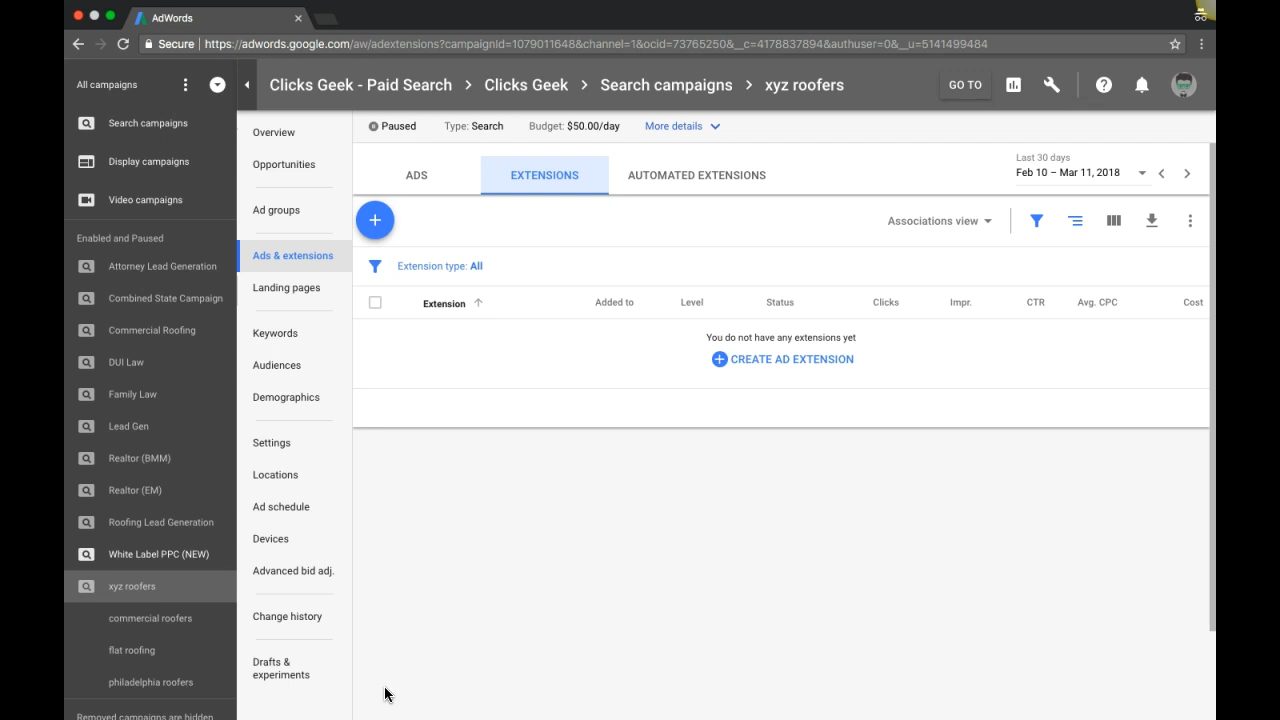 AdWords
Secure https://adwords.google.com/aw/adextensions?campaignId=1079011648&channel=1&ocid=73765250&__c=4178837894&authuser=0&__u=5141499484
All campaigns
Clicks Geek - Paid Search > Clicks Geek > Search campaigns > xyz roofers
GO TO
Search campaigns
Display campaigns
Video campaigns
Enabled and Paused
Attorney Lead Generation
Combined State Campaign
Commercial Roofing
DUI Law
Family Law
Lead Gen
Realtor (BMM)
Realtor (EM)
Roofing Lead Generation
White Label PPC (NEW)
xyz roofers
commercial roofers
flat roofing
philadelphia roofers
Removed campaigns are hidden
Overview
Opportunities
Ad groups
Ads & extensions
Landing pages
Keywords
Audiences
Demographics
Settings
Locations
Ad schedule
Devices
Advanced bid adj.
Change history
Drafts &
experiments
Paused Type: Search Budget: $50.00/day More details
ADS EXTENSIONS AUTOMATED EXTENSIONS
Last 30 days
Feb 10 – Mar 11, 2018
Associations view
Extension type: All
Extension Added to Level Status Clicks Impr. CTR Avg. CPC Cost
You do not have any extensions yet
CREATE AD EXTENSION